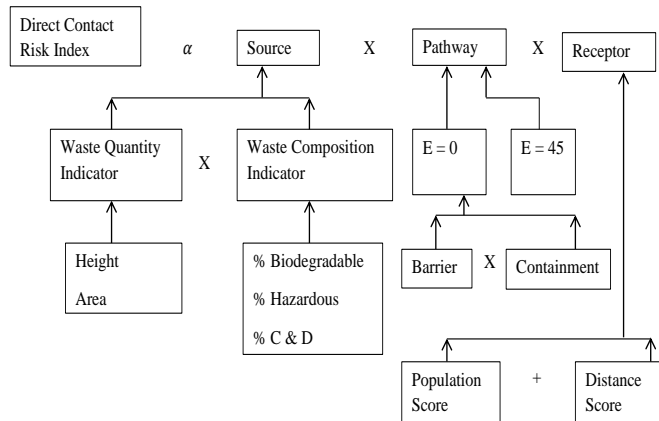 Direct Contact
Risk Index
α
Source
X
Pathway
X
Receptor
Waste Quantity
Indicator
X
Waste Composition
Indicator
E = 0
E = 45
Height
Area
% Biodegradable
% Hazardous
% C & D
Barrier
X
Containment
Population
Score
+
Distance
Score